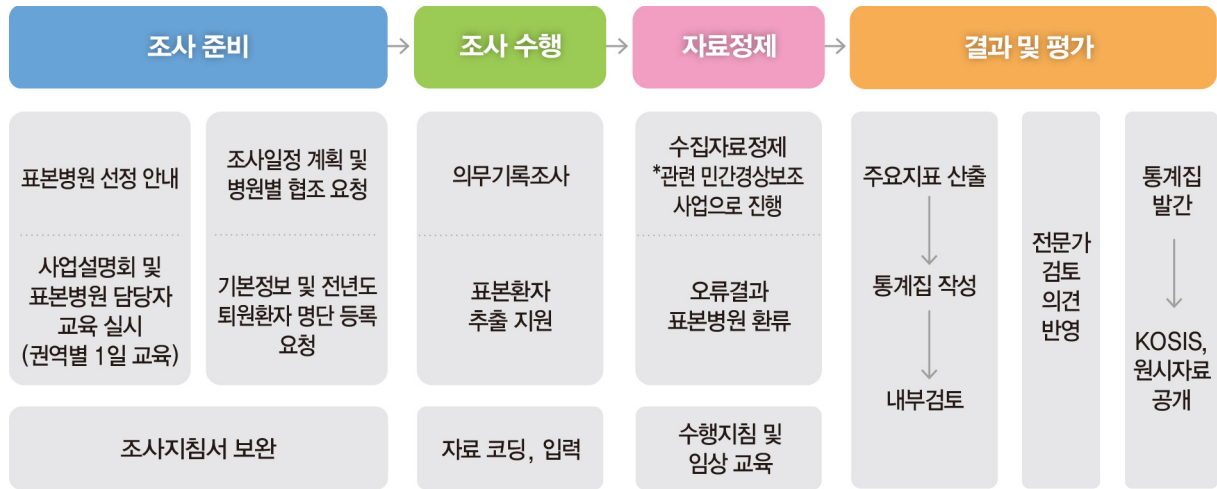 조사 준비
조사 수행
자료정제
결과 및 평가
표본병원 선정 안내
사업설명회 및
표본병원 담당자
교육 실시
(권역별 1일 교육)
조사일정 계획 및
병원별 협조 요청
기본정보 및 전년도
퇴원환자 명단 등록
요청
조사지침서 보완
의무기록조사
표본환자
추출 지원
자료 코딩, 입력
수집자료정제
*관련 민간경상보조
사업으로 진행
오류결과
표본병원 환류
수행지침 및
임상 교육
주요지표 산출
통계집 작성
내부검토
전문가
검토
의견
반영
통계집
발간
KOSIS,
원시자료
공개